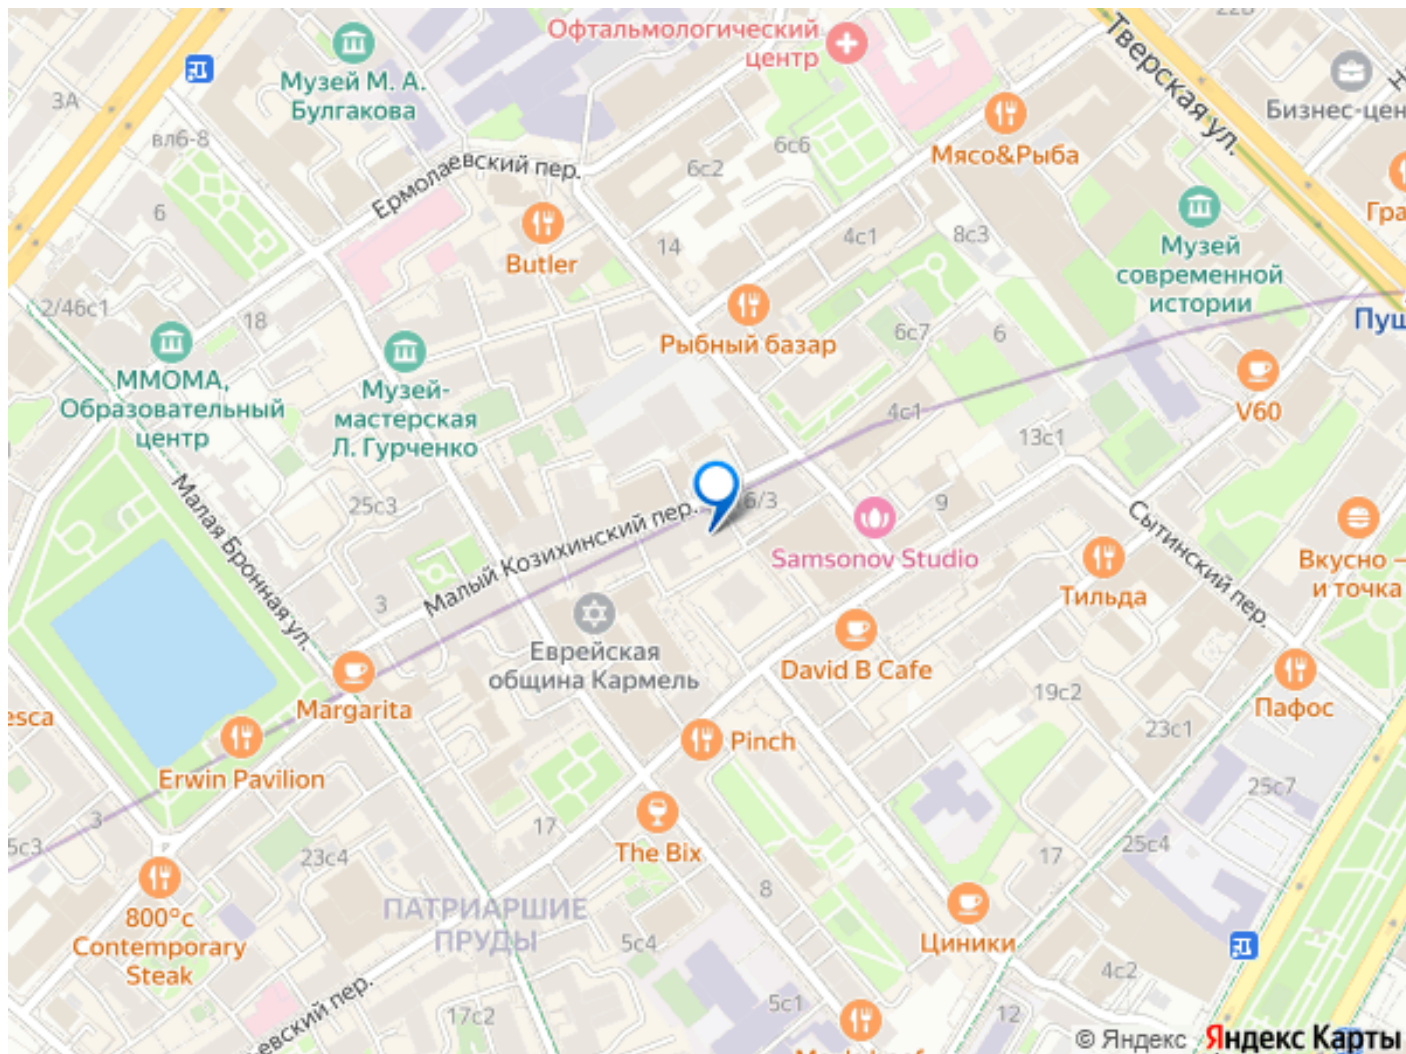 Офтальмологический
центр
22В
Тверская ул.
Музей М. А.
Булгакова
3А
вл6-8
Бизнес-цен
Мясо&Рыба
6с6
6с2
Ермолаевский пер.
6
Гра
14
4с1
8с3
Музей
современной
истории
Butler
2/46с1
18
Пуш
Рыбный базар
6с7
6
ММОМА,
Образовательный
центр
Музей-
мастерская
Л. Гурченко
V60
4с1
13с1
Малая Бронная ул.
25с3
6/3
9
Малый Козихинский пер.
Сытинский пер.
Samsonov Studio
Вкусно –
и точка
Тильда
3
Еврейская
община Кармель
David B Cafe
19с2
Margarita
esca
23с1
Пафос
Pinch
Erwin Pavilion
25с7
3
5с3
17
The Bix
23с4
25с4
17
8
800°с
Contemporary
Steak
ПАТРИАРШИЕ
ПРУДЫ
5с4
Циники
4с2
евский пер.
17с2
5с1
12
© Яндекс Яндекс Карты